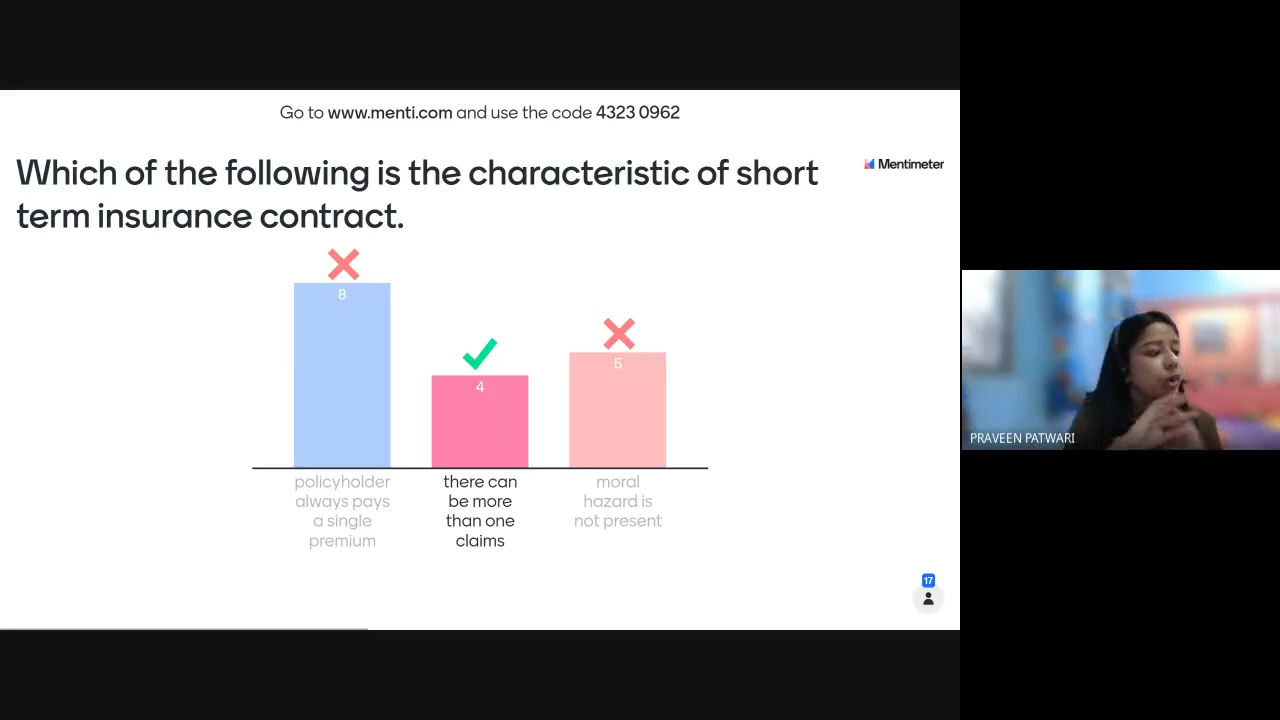 Go to www.menti.com and use the code 4323 0962
Which of the following is the characteristic of short
term insurance contract.
Mentimeter
8
4
5
policyholder
always pays
a single
premium
there can
be more
than one
claims
moral
hazard is
not present
17
PRAVEEN PATWARI